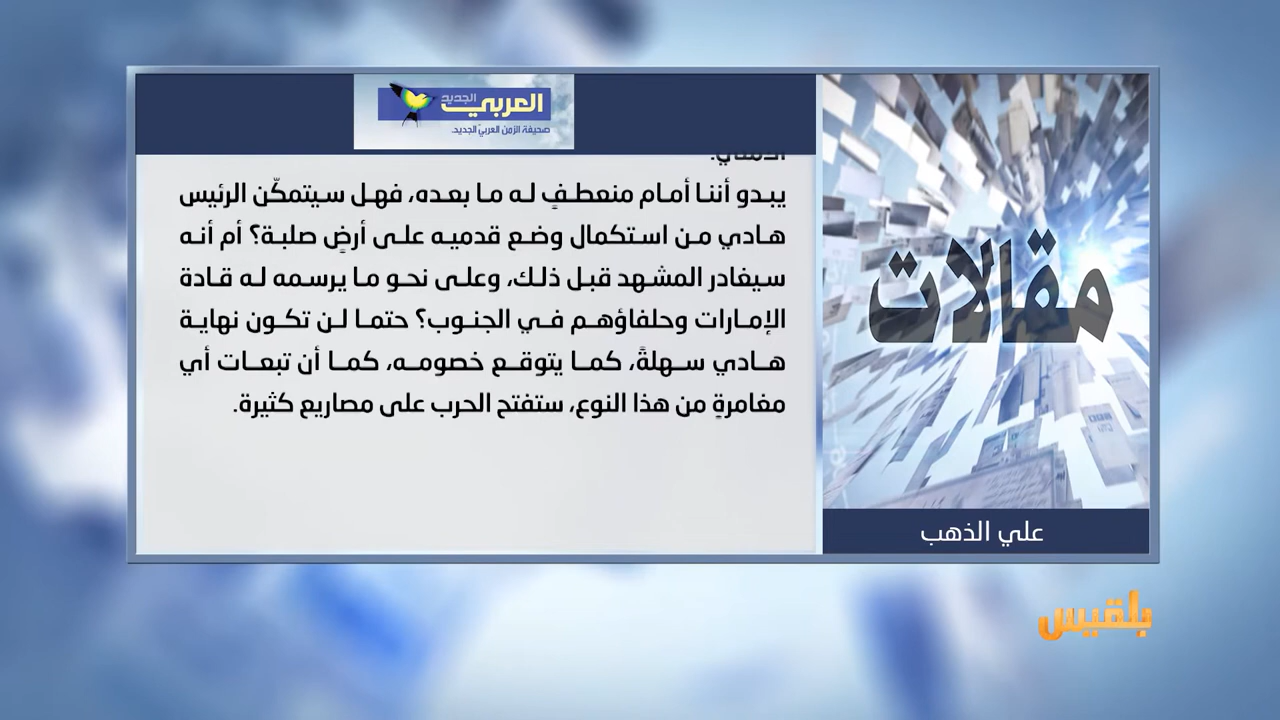 العربي الجديد
صحيفة الزمن العربي الجديد.
يبدو أننا أمام منعطفٍ له ما بعده، فهل سيتمكّن الرئيس
هادي من استكمال وضع قدميه على أرضٍ صلبة؟ أم أنه
سيغادر المشهد قبل ذلك، وعلى نحو ما يرسمه له قادة
الإمارات وحلفاؤهم في الجنوب؟ حتما لن تكون نهاية
هادي سهلةً، كما يتوقع خصومه، كما أن تبعات أي
مغامرةٍ من هذا النوع، ستفتح الحرب على مصاريع كثيرة.
مقالات
علي الذهب
بلقيس